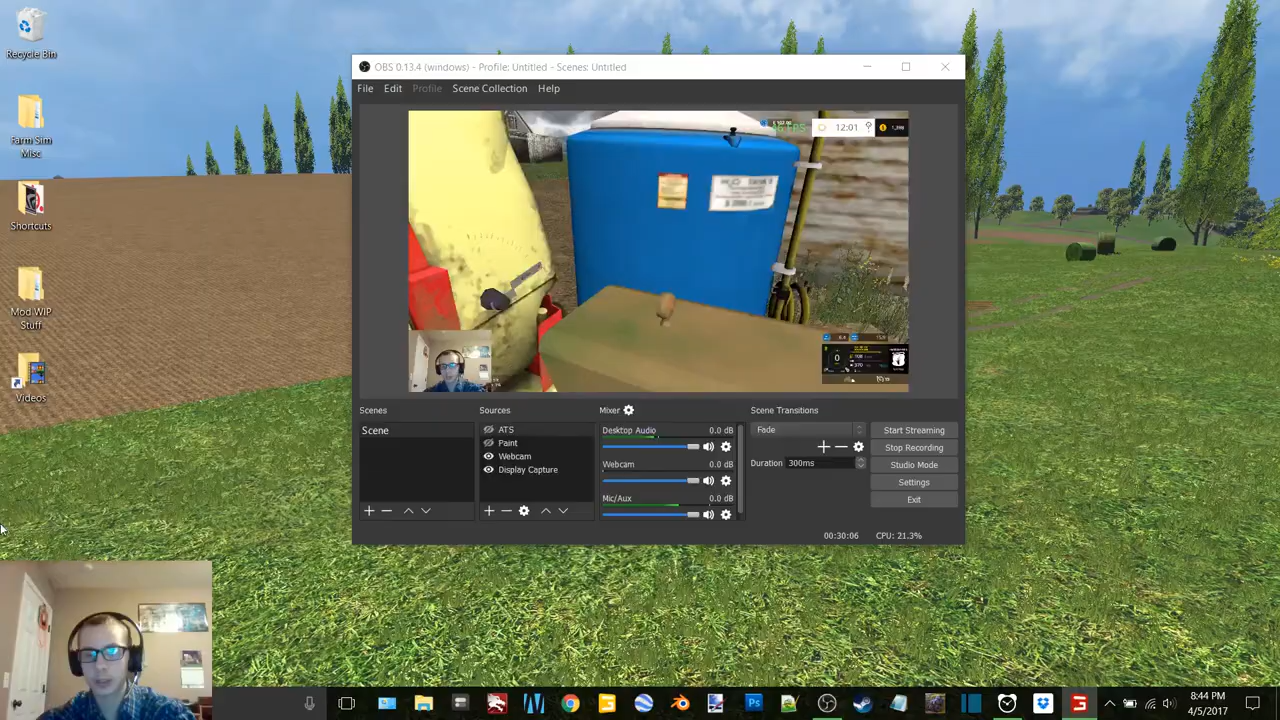 Recycle Bin
Farm Sim
Misc
Shortcuts
Mod WIP
Stuff
Videos
OBS 0.13.4 (windows) - Profile: Untitled - Scenes: Untitled
File Edit Profile Scene Collection Help
FPS
12:01
Scenes
Scene
Sources
ATS
Paint
Webcam
Display Capture
Mixer
Desktop Audio 0.0 dB
Webcam 0.0 dB
Mic/Aux 0.0 dB
Scene Transitions
Fade
Duration 300ms
Start Streaming
Stop Recording
Studio Mode
Settings
Exit
00:30:06 CPU: 21.3%
8:44 PM
4/5/2017